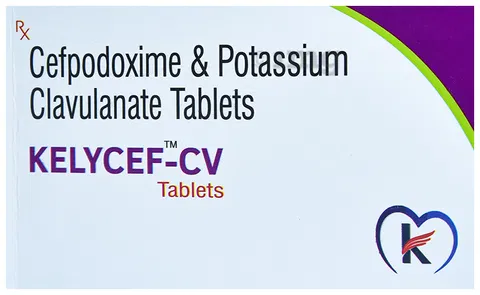 Rx
Cefpodoxime & Potassium
Clavulanate Tablets
KELYCEF™-CV
Tablets
K